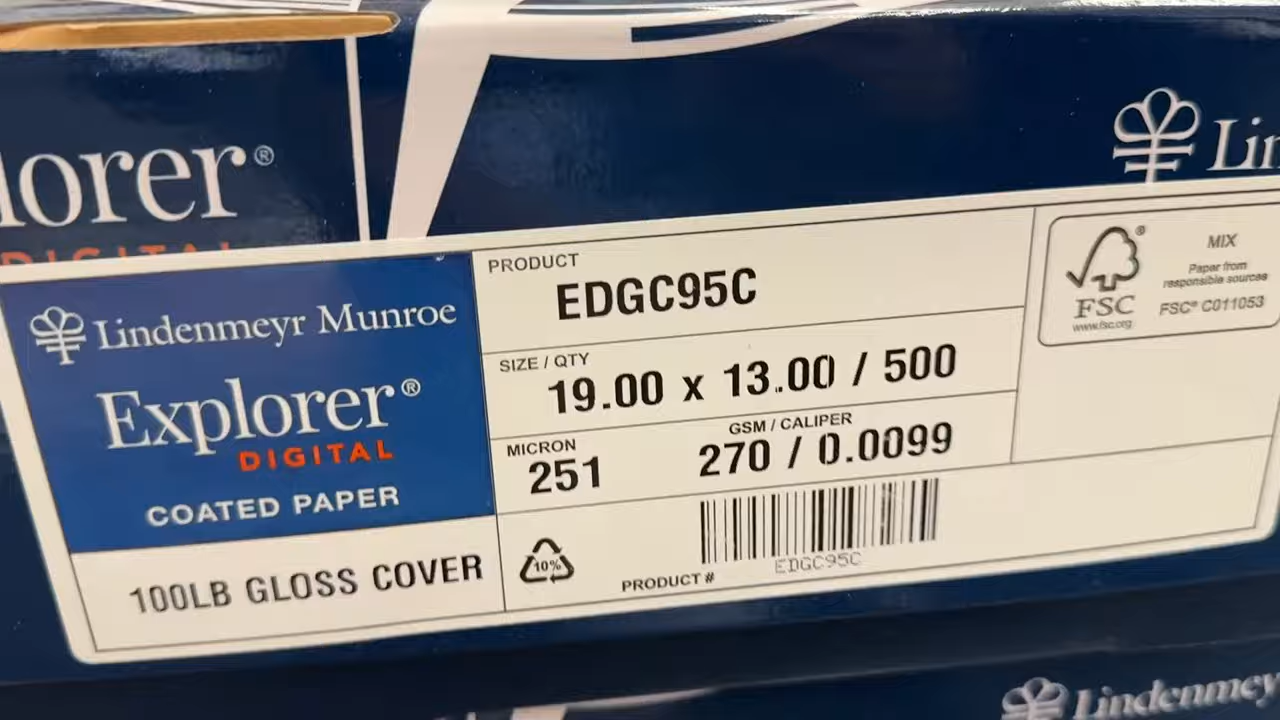 lorer®
DIGITAL
Lin
Lindenmeyr Munroe
Explorer®
DIGITAL
COATED PAPER
100LB GLOSS COVER
PRODUCT
EDGC95C
SIZE / QTY
19.00 x 13.00 / 500
MICRON
251
GSM / CALIPER
270 / 0.0099
10%
PRODUCT #
EDGC95C
FSC®
www.fsc.org
MIX
Paper from
responsible sources
FSC® C011053
Lindenmey